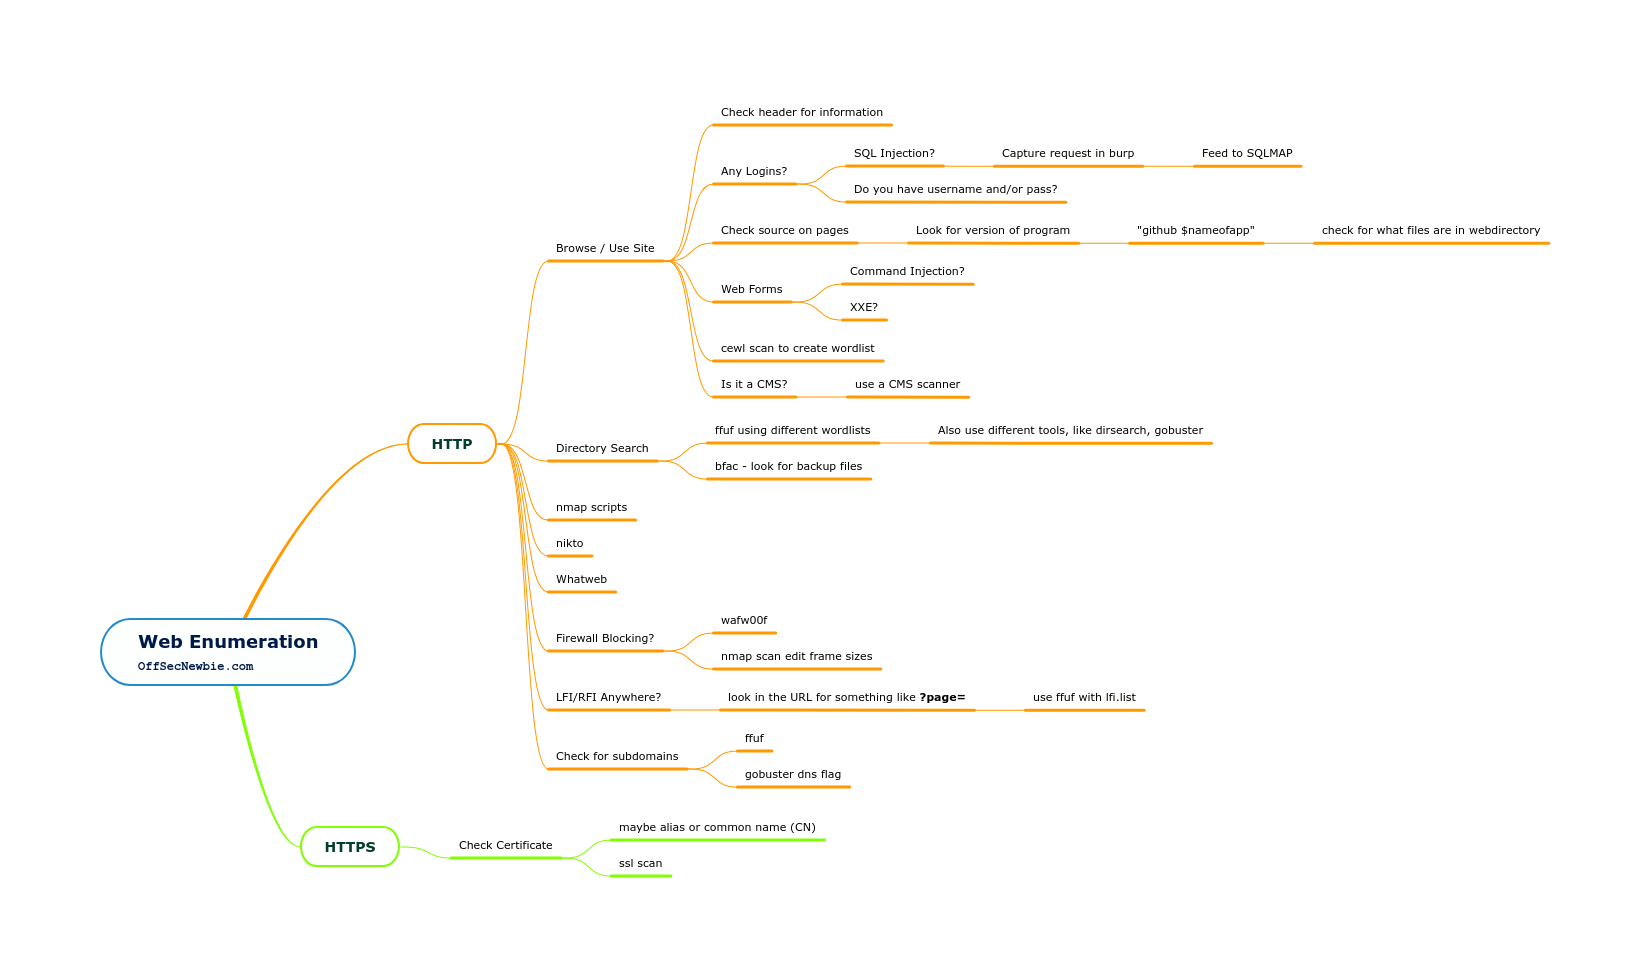 Check header for information
SQL Injection?
Capture request in burp
Feed to SQLMAP
Any Logins?
Do you have username and/or pass?
Check source on pages
Look for version of program
"github $nameofapp"
check for what files are in webdirectory
Browse / Use Site
Command Injection?
Web Forms
XXE?
cewl scan to create wordlist
Is it a CMS?
use a CMS scanner
HTTP
ffuf using different wordlists
Also use different tools, like dirsearch, gobuster
Directory Search
bfac - look for backup files
nmap scripts
nikto
Whatweb
wafw00f
Firewall Blocking?
nmap scan edit frame sizes
Web Enumeration
OffSecNewbie.com
LFI/RFI Anywhere?
look in the URL for something like ?page=
use ffuf with lfi.list
ffuf
Check for subdomains
gobuster dns flag
HTTPS
maybe alias or common name (CN)
Check Certificate
ssl scan